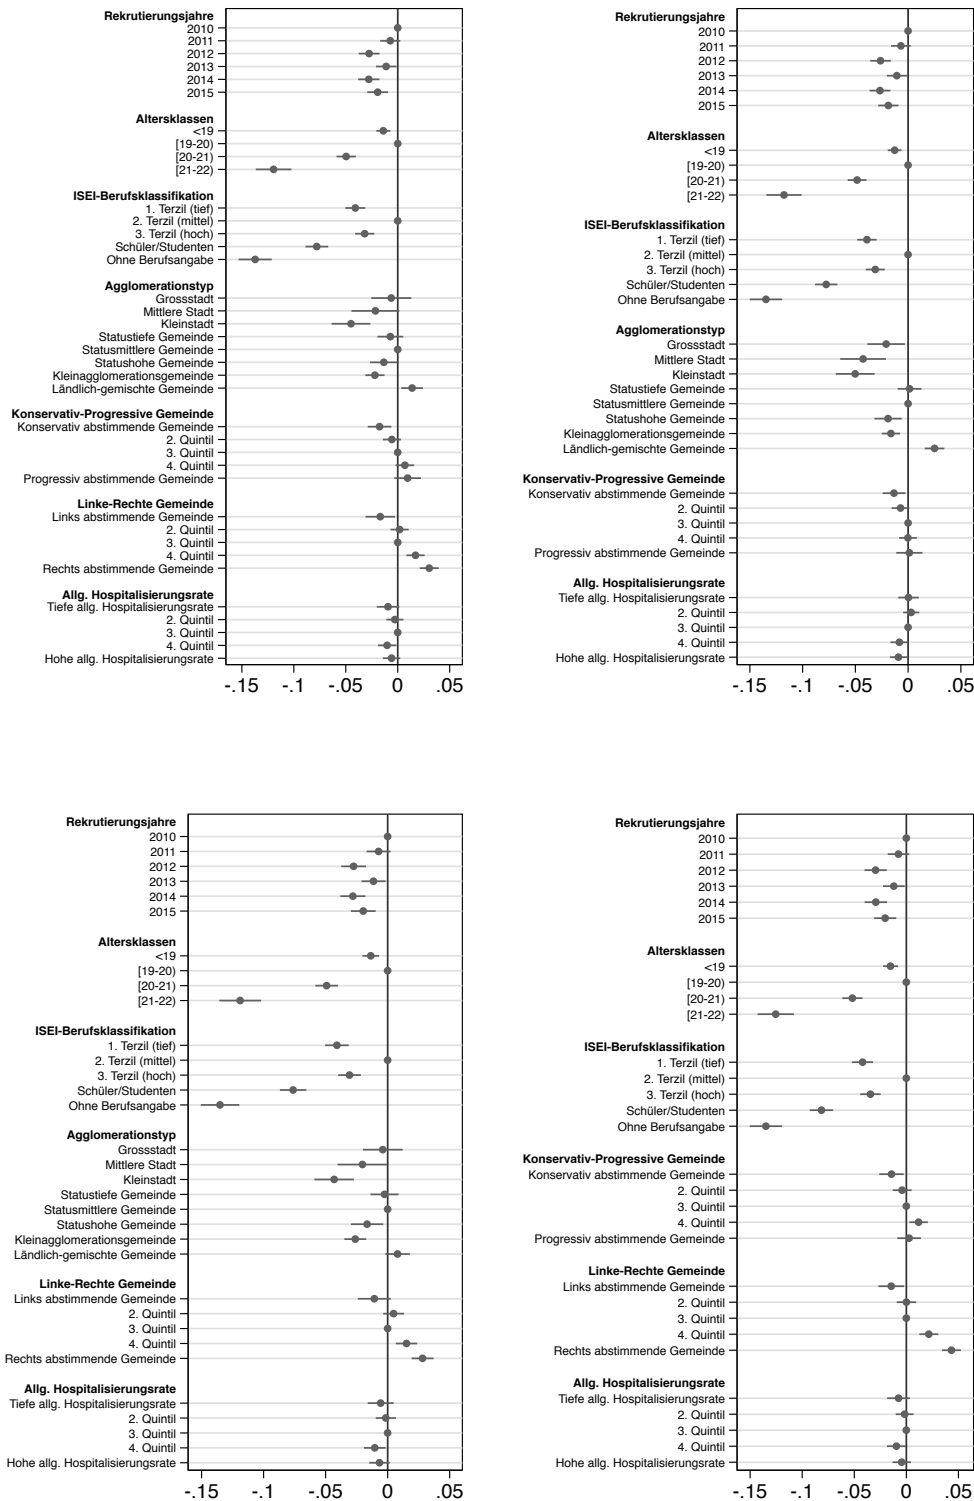 Rekrutierungsjahre
2010
2011
2012
2013
2014
2015
Altersklassen
<19
[19-20)
[20-21)
[21-22)
ISEI-Berufsklassifikation
1. Terzil (tief)
2. Terzil (mittel)
3. Terzil (hoch)
Schüler/Studenten
Ohne Berufsangabe
Agglomerationstyp
Grossstadt
Mittlere Stadt
Kleinstadt
Statustiefe Gemeinde
Statusmittlere Gemeinde
Statushohe Gemeinde
Kleinagglomerationsgemeinde
Ländlich-gemischte Gemeinde
Konservativ-Progressive Gemeinde
Konservativ abstimmende Gemeinde
2. Quintil
3. Quintil
4. Quintil
Progressiv abstimmende Gemeinde
Linke-Rechte Gemeinde
Links abstimmende Gemeinde
2. Quintil
3. Quintil
4. Quintil
Rechts abstimmende Gemeinde
Allg. Hospitalisierungsrate
Tiefe allg. Hospitalisierungsrate
2. Quintil
3. Quintil
4. Quintil
Hohe allg. Hospitalisierungsrate
-.15 -.1 -.05 0 .05
Rekrutierungsjahre
2010
2011
2012
2013
2014
2015
Altersklassen
<19
[19-20)
[20-21)
[21-22)
ISEI-Berufsklassifikation
1. Terzil (tief)
2. Terzil (mittel)
3. Terzil (hoch)
Schüler/Studenten
Ohne Berufsangabe
Agglomerationstyp
Grossstadt
Mittlere Stadt
Kleinstadt
Statustiefe Gemeinde
Statusmittlere Gemeinde
Statushohe Gemeinde
Kleinagglomerationsgemeinde
Ländlich-gemischte Gemeinde
Konservativ-Progressive Gemeinde
Konservativ abstimmende Gemeinde
2. Quintil
3. Quintil
4. Quintil
Progressiv abstimmende Gemeinde
Allg. Hospitalisierungsrate
Tiefe allg. Hospitalisierungsrate
2. Quintil
3. Quintil
4. Quintil
Hohe allg. Hospitalisierungsrate
-.15 -.1 -.05 0 .05
Rekrutierungsjahre
2010
2011
2012
2013
2014
2015
Altersklassen
<19
[19-20)
[20-21)
[21-22)
ISEI-Berufsklassifikation
1. Terzil (tief)
2. Terzil (mittel)
3. Terzil (hoch)
Schüler/Studenten
Ohne Berufsangabe
Agglomerationstyp
Grossstadt
Mittlere Stadt
Kleinstadt
Statustiefe Gemeinde
Statusmittlere Gemeinde
Statushohe Gemeinde
Kleinagglomerationsgemeinde
Ländlich-gemischte Gemeinde
Linke-Rechte Gemeinde
Links abstimmende Gemeinde
2. Quintil
3. Quintil
4. Quintil
Rechts abstimmende Gemeinde
Allg. Hospitalisierungsrate
Tiefe allg. Hospitalisierungsrate
2. Quintil
3. Quintil
4. Quintil
Hohe allg. Hospitalisierungsrate
-.15 -.1 -.05 0 .05
Rekrutierungsjahre
2010
2011
2012
2013
2014
2015
Altersklassen
<19
[19-20)
[20-21)
[21-22)
ISEI-Berufsklassifikation
1. Terzil (tief)
2. Terzil (mittel)
3. Terzil (hoch)
Schüler/Studenten
Ohne Berufsangabe
Konservativ-Progressive Gemeinde
Konservativ abstimmende Gemeinde
2. Quintil
3. Quintil
4. Quintil
Progressiv abstimmende Gemeinde
Linke-Rechte Gemeinde
Links abstimmende Gemeinde
2. Quintil
3. Quintil
4. Quintil
Rechts abstimmende Gemeinde
Allg. Hospitalisierungsrate
Tiefe allg. Hospitalisierungsrate
2. Quintil
3. Quintil
4. Quintil
Hohe allg. Hospitalisierungsrate
-.15 -.1 -.05 0 .05